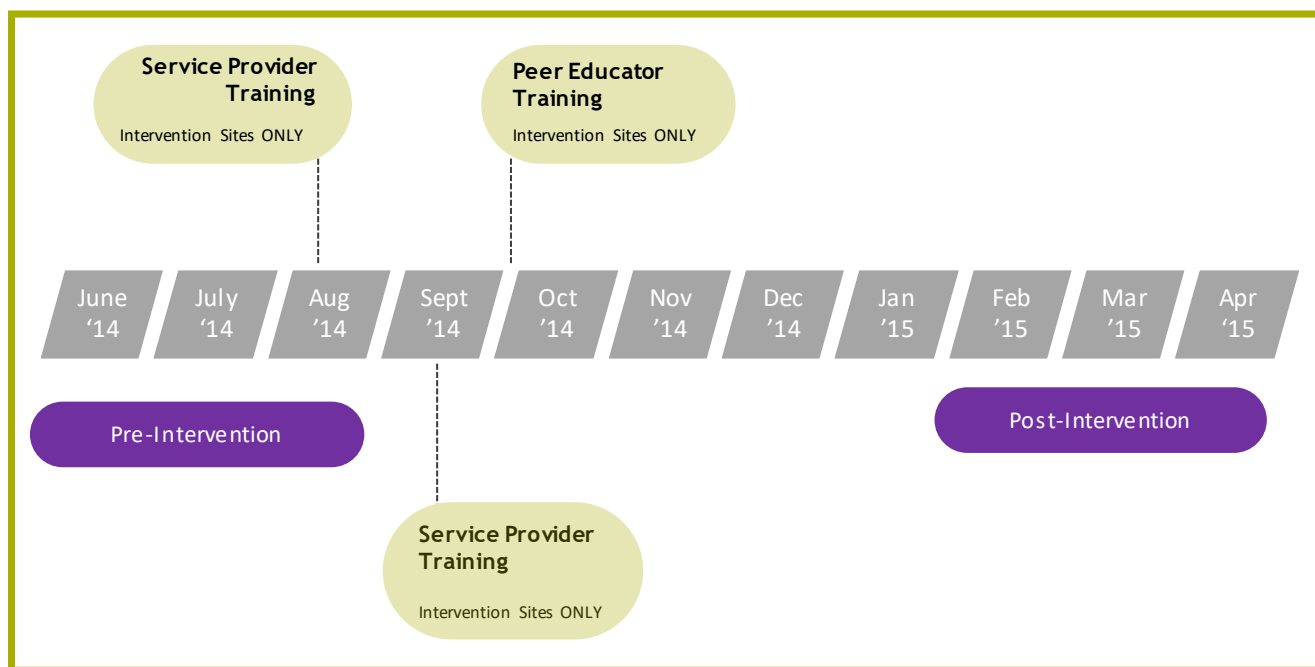 Service Provider
Training
Intervention Sites ONLY
Peer Educator
Training
Intervention Sites ONLY
June
‘14
July
‘14
Aug
’14
Sept
’14
Oct
’14
Nov
’14
Dec
’14
Jan
’15
Feb
’15
Mar
’15
Apr
‘15
Pre-Intervention
Post-Intervention
Service Provider
Training
Intervention Sites ONLY